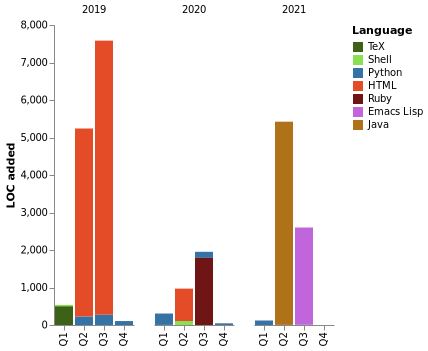 2019 2020 2021
8,000
7,000
6,000
5,000
4,000
3,000
2,000
1,000
0
LOC added
Q1 Q2 Q3 Q4 Q1 Q2 Q3 Q4 Q1 Q2 Q3 Q4
Language
TeX
Shell
Python
HTML
Ruby
Emacs Lisp
Java